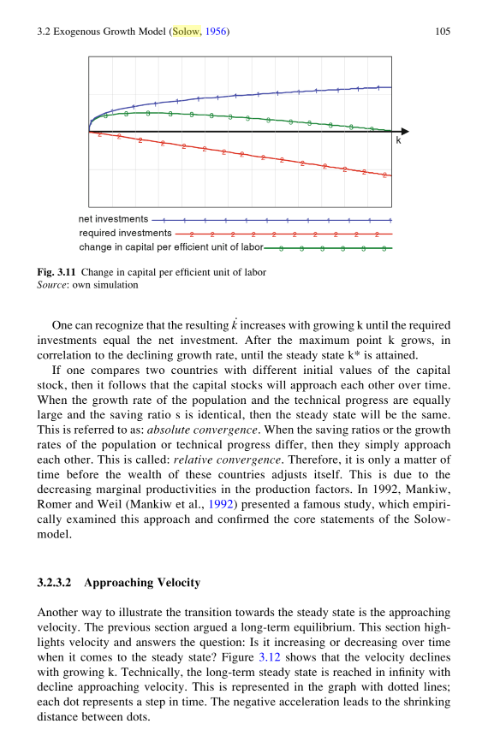 3.2 Exogenous Growth Model (Solow, 1956)
105
k
net investments
required investments
change in capital per efficient unit of labor
Fig. 3.11 Change in capital per efficient unit of labor
Source: own simulation
One can recognize that the resulting k̇ increases with growing k until the required
investments equal the net investment. After the maximum point k grows, in
correlation to the declining growth rate, until the steady state k* is attained.
If one compares two countries with different initial values of the capital
stock, then it follows that the capital stocks will approach each other over time.
When the growth rate of the population and the technical progress are equally
large and the saving ratio s is identical, then the steady state will be the same.
This is referred to as: absolute convergence. When the saving ratios or the growth
rates of the population or technical progress differ, then they simply approach
each other. This is called: relative convergence. Therefore, it is only a matter of
time before the wealth of these countries adjusts itself. This is due to the
decreasing marginal productivities in the production factors. In 1992, Mankiw,
Romer and Weil (Mankiw et al., 1992) presented a famous study, which empiri-
cally examined this approach and confirmed the core statements of the Solow-
model.
3.2.3.2 Approaching Velocity
Another way to illustrate the transition towards the steady state is the approaching
velocity. The previous section argued a long-term equilibrium. This section high-
lights velocity and answers the question: Is it increasing or decreasing over time
when it comes to the steady state? Figure 3.12 shows that the velocity declines
with growing k. Technically, the long-term steady state is reached in infinity with
decline approaching velocity. This is represented in the graph with dotted lines;
each dot represents a step in time. The negative acceleration leads to the shrinking
distance between dots.